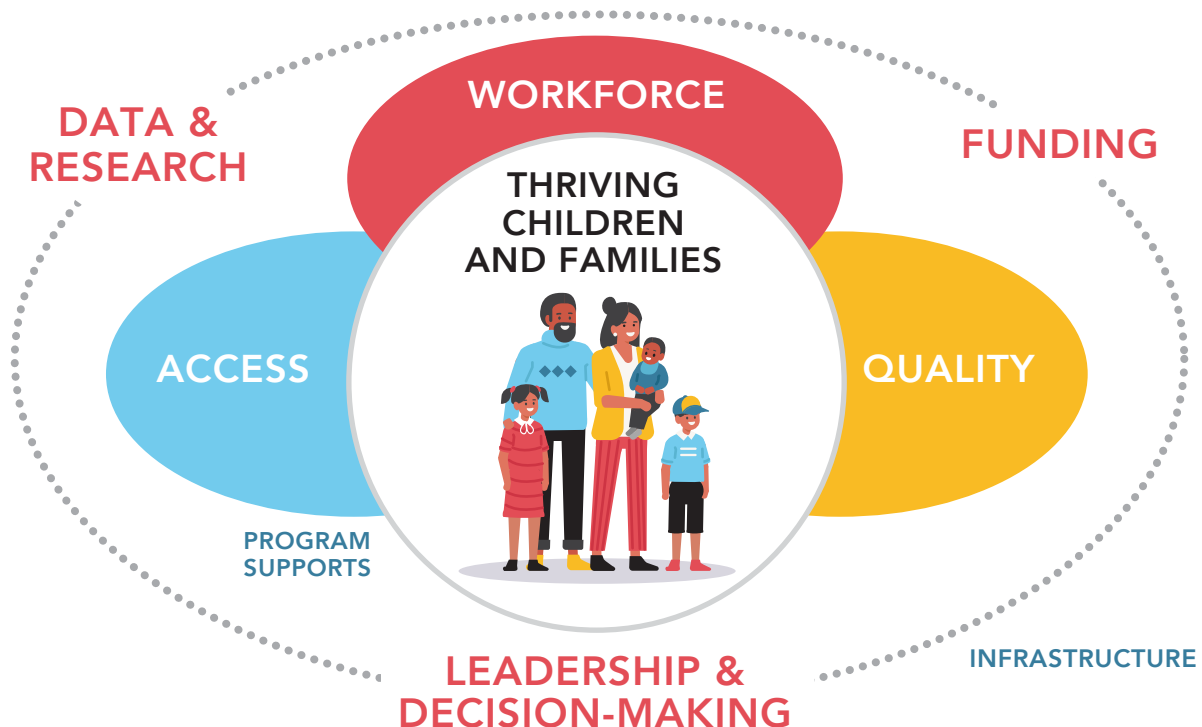 WORKFORCE
DATA &
RESEARCH
FUNDING
THRIVING
CHILDREN
AND FAMILIES
ACCESS
QUALITY
PROGRAM
SUPPORTS
LEADERSHIP &
DECISION-MAKING
INFRASTRUCTURE